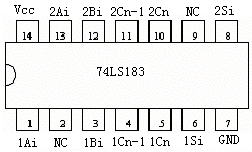 Vcc 2Ai 2Bi 2Cn-1 2Cn NC 2Si
14 13 12 11 10 9 8
74LS183
1 2 3 4 5 6 7
1Ai NC 1Bi 1Cn-1 1Cn 1Si GND